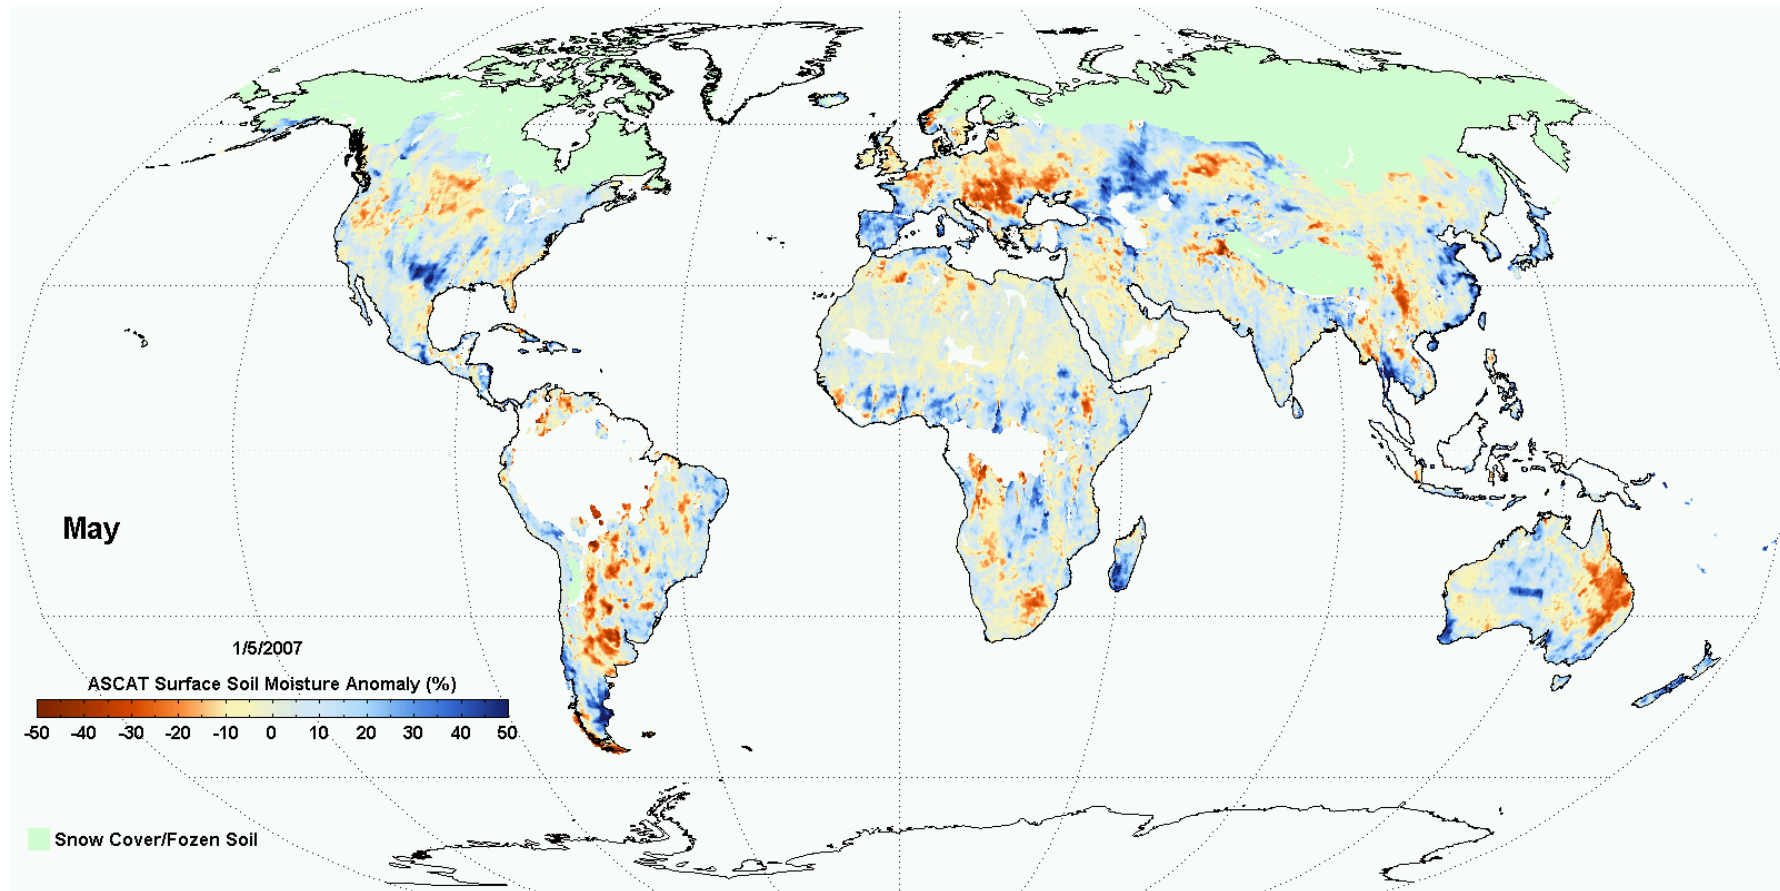 May
1/5/2007
ASCAT Surface Soil Moisture Anomaly (%)
-50 -40 -30 -20 -10 0 10 20 30 40 50
Snow Cover/Fozen Soil